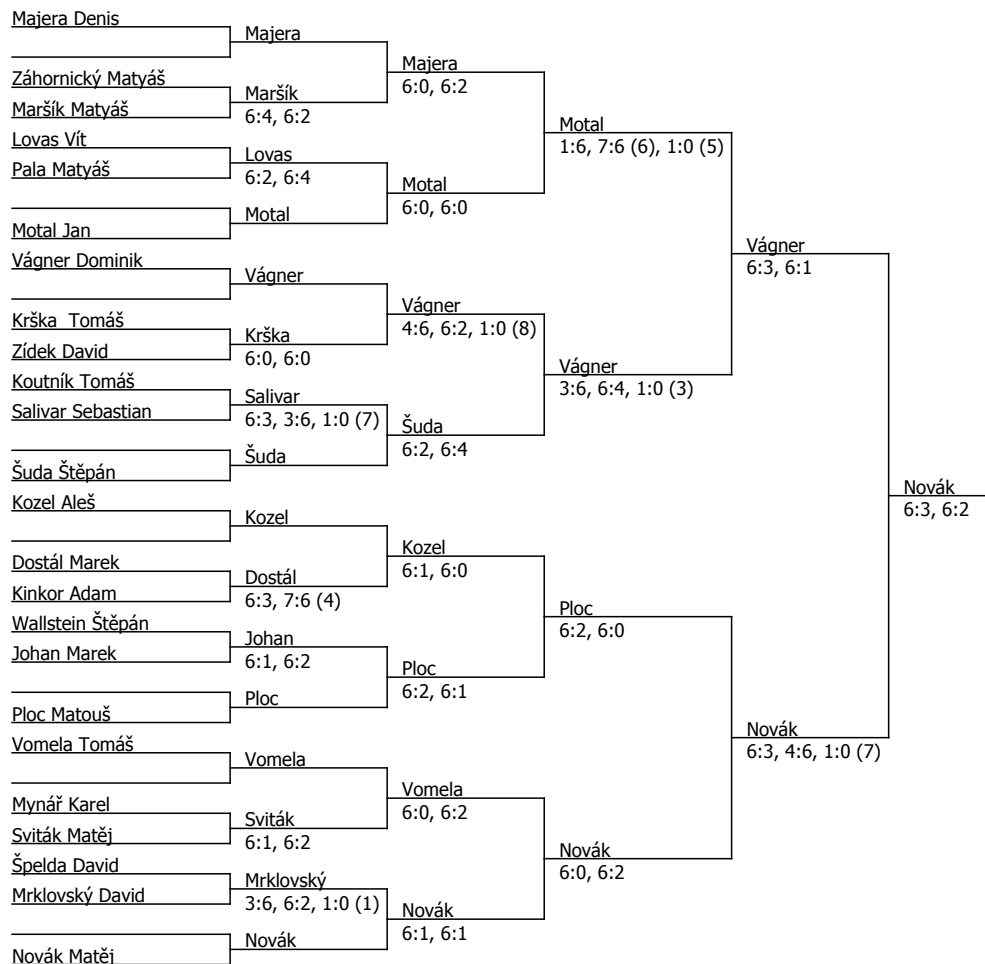 Majera Denis
Záhornický Matyáš
Maršík Matyáš
Lovas Vít
Pala Matyáš
Motal Jan
Vágner Dominik
Krška  Tomáš
Zídek David
Koutník Tomáš
Salivar Sebastian
Šuda Štěpán
Kozel Aleš
Dostál Marek
Kinkor Adam
Wallstein Štěpán
Johan Marek
Ploc Matouš
Vomela Tomáš
Mynář Karel
Sviták Matěj
Špelda David
Mrklovský David
Novák Matěj
Majera
Maršík
6:4, 6:2
Lovas
6:2, 6:4
Motal
Vágner
Krška
6:0, 6:0
Salivar
6:3, 3:6, 1:0 (7)
Šuda
Kozel
Dostál
6:3, 7:6 (4)
Johan
6:1, 6:2
Ploc
Vomela
Sviták
6:1, 6:2
Mrklovský
3:6, 6:2, 1:0 (1)
Novák
Majera
6:0, 6:2
Motal
6:0, 6:0
Vágner
4:6, 6:2, 1:0 (8)
Šuda
6:2, 6:4
Kozel
6:1, 6:0
Ploc
6:2, 6:1
Vomela
6:0, 6:2
Novák
6:1, 6:1
Motal
1:6, 7:6 (6), 1:0 (5)
Vágner
3:6, 6:4, 1:0 (3)
Ploc
6:2, 6:0
Novák
6:0, 6:2
Vágner
6:3, 6:1
Novák
6:3, 4:6, 1:0 (7)
Novák
6:3, 6:2